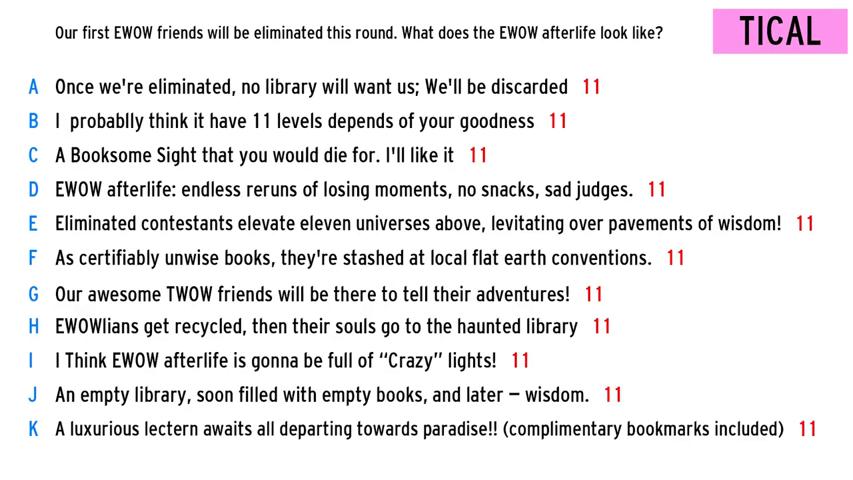 Our first EWOW friends will be eliminated this round. What does the EWOW afterlife look like?
TICAL
A Once we're eliminated, no library will want us; We'll be discarded 11
B I  probablly think it have 11 levels depends of your goodness 11
C A Booksome Sight that you would die for. I'll like it 11
D EWOW afterlife: endless reruns of losing moments, no snacks, sad judges. 11
E Eliminated contestants elevate eleven universes above, levitating over pavements of wisdom! 11
F As certifiably unwise books, they're stashed at local flat earth conventions. 11
G Our awesome TWOW friends will be there to tell their adventures! 11
H EWOWlians get recycled, then their souls go to the haunted library 11
I I Think EWOW afterlife is gonna be full of “Crazy” lights! 11
J An empty library, soon filled with empty books, and later – wisdom. 11
K A luxurious lectern awaits all departing towards paradise!! (complimentary bookmarks included) 11